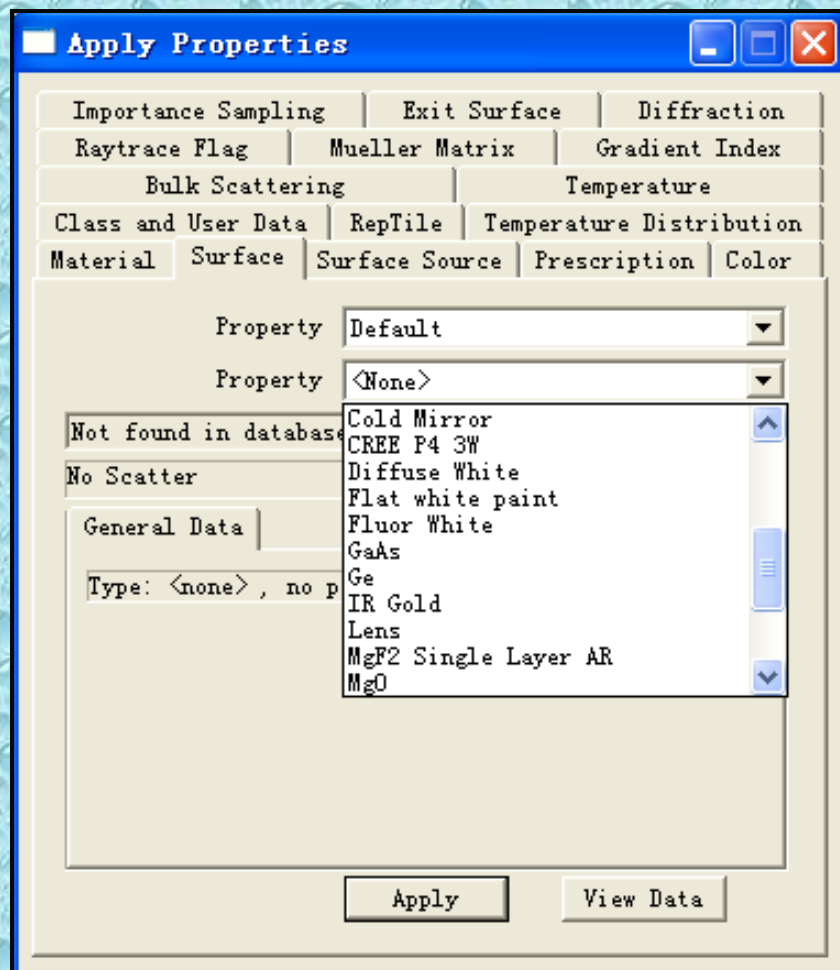 Apply Properties
Importance Sampling Exit Surface Diffraction
Raytrace Flag Mueller Matrix Gradient Index
Bulk Scattering Temperature
Class and User Data RepTile Temperature Distribution
Material Surface Surface Source Prescription Color
Property Default
Property <None>
Not found in database
Cold Mirror
CREE P4 3W
Diffuse White
Flat white paint
Fluor White
GaAs
Ge
IR Gold
Lens
MgF2 Single Layer AR
MgO
No Scatter
General Data
Type: <none>, no p
Apply View Data